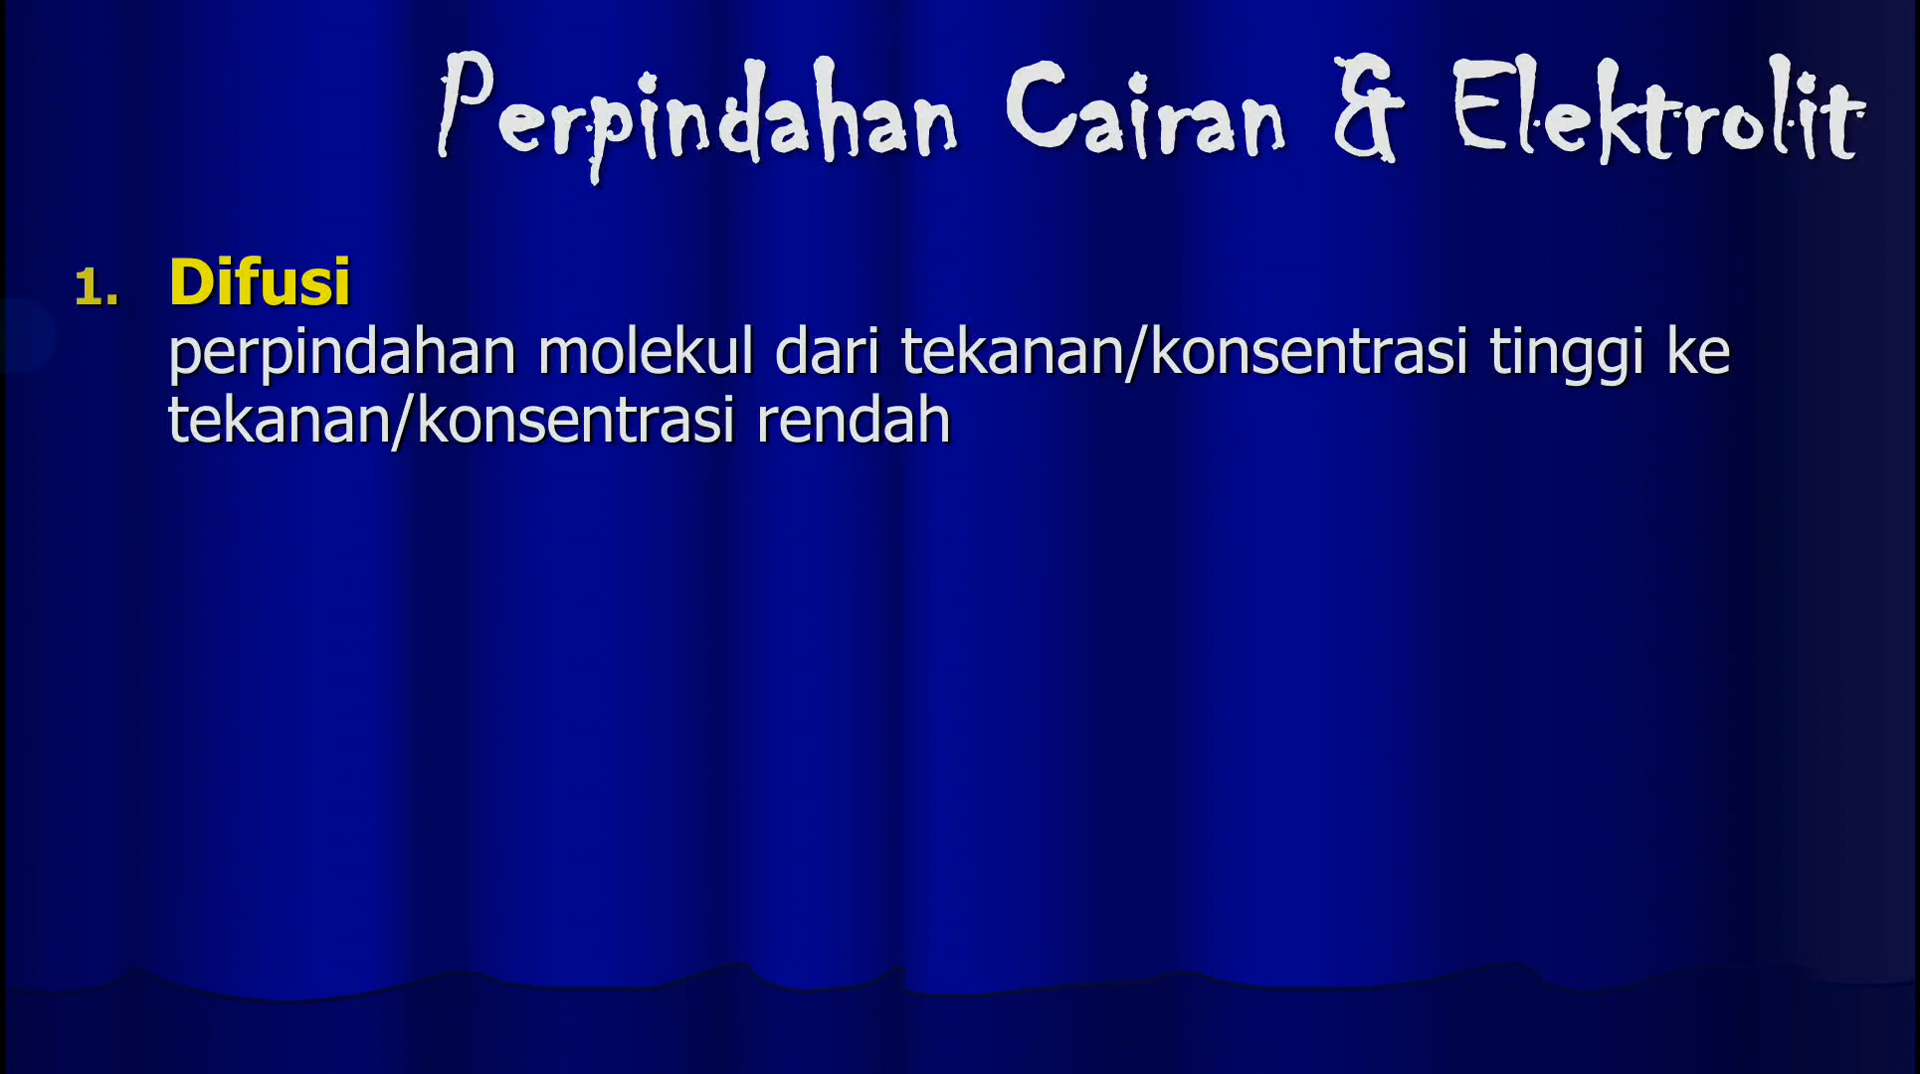 Perpindahan Cairan & Elektrolit
1. Difusi
perpindahan molekul dari tekanan/konsentrasi tinggi ke
tekanan/konsentrasi rendah